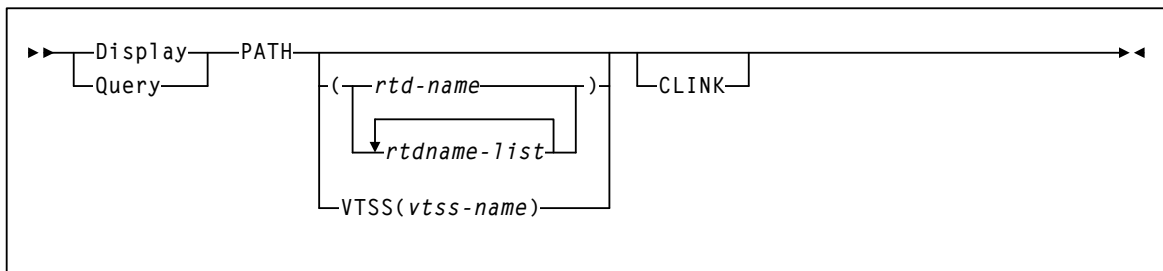 Display PATH
Query ( rtd-name ) CLINK
rtdname-list
VTSS(vtss-name)